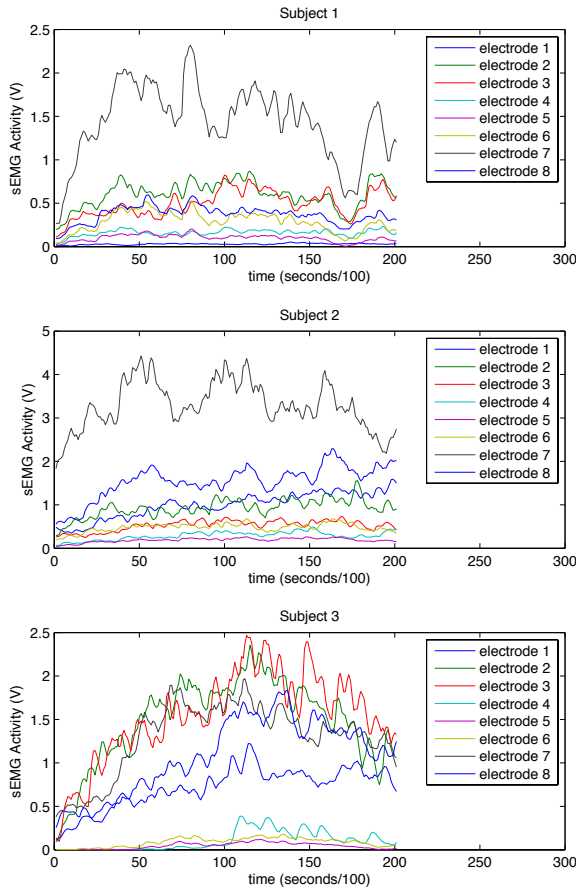 Subject 1
sEMG Activity (V)
2.5
2
1.5
1
0.5
0
0 50 100 150 200 250 300
time (seconds/100)
electrode 1
electrode 2
electrode 3
electrode 4
electrode 5
electrode 6
electrode 7
electrode 8
Subject 2
sEMG Activity (V)
5
4
3
2
1
0
0 50 100 150 200 250 300
time (seconds/100)
electrode 1
electrode 2
electrode 3
electrode 4
electrode 5
electrode 6
electrode 7
electrode 8
Subject 3
sEMG Activity (V)
2.5
2
1.5
1
0.5
0
0 50 100 150 200 250 300
time (seconds/100)
electrode 1
electrode 2
electrode 3
electrode 4
electrode 5
electrode 6
electrode 7
electrode 8